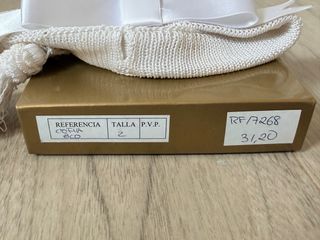 REFERENCIA TALLA P.V.P.
2
RF/7268
31,20